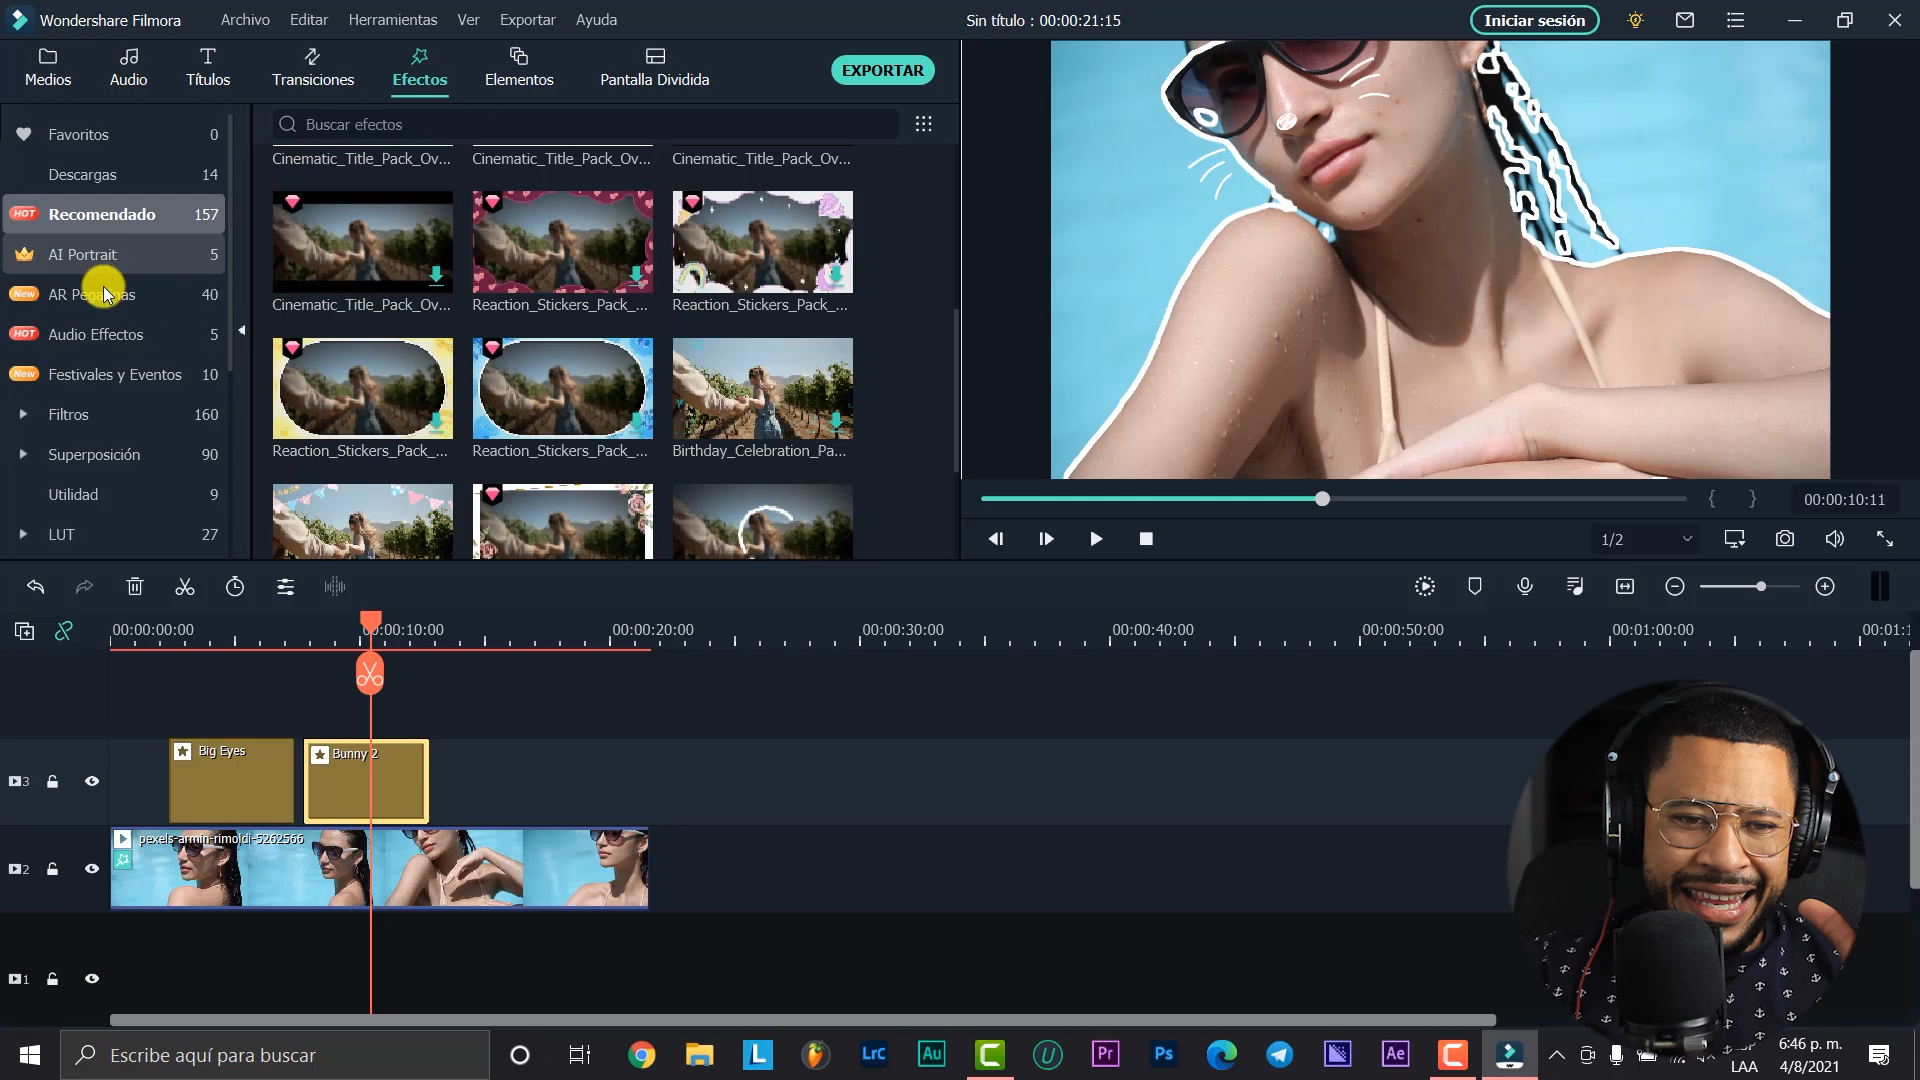 Wondershare Filmora
Archivo
Editar
Herramientas
Ver
Exportar
Ayuda
Sin título : 00:00:21:15
Iniciar sesión
Medios
Audio
Títulos
Transiciones
Efectos
Elementos
Pantalla Dividida
EXPORTAR
Favoritos 0
Descargas 14
HOT Recomendado 157
AI Portrait 5
New AR 40
HOT Audio Effectos 5
New Festivales y Eventos 10
Filtros 160
Superposición 90
Utilidad 9
LUT 27
Buscar efectos
Cinematic_Title_Pack_Ov...
Cinematic_Title_Pack_Ov...
Cinematic_Title_Pack_Ov...
Cinematic_Title_Pack_Ov...
Reaction_Stickers_Pack_...
Reaction_Stickers_Pack_...
Reaction_Stickers_Pack_...
Reaction_Stickers_Pack_...
Birthday_Celebration_Pa...
{ }
00:00:10:11
1/2
00:00:00:00
00:00:10:00
00:00:20:00
00:00:30:00
00:00:40:00
00:00:50:00
00:01:00:00
00:01:1
3
Big Eyes
Bunny 2
2
pexels-armin-rimoldi-5262566
1
Escribe aquí para buscar
L
LrC
Au
C
U
Pr
Ps
Ae
C
LAA
6:46 p. m.
4/8/2021